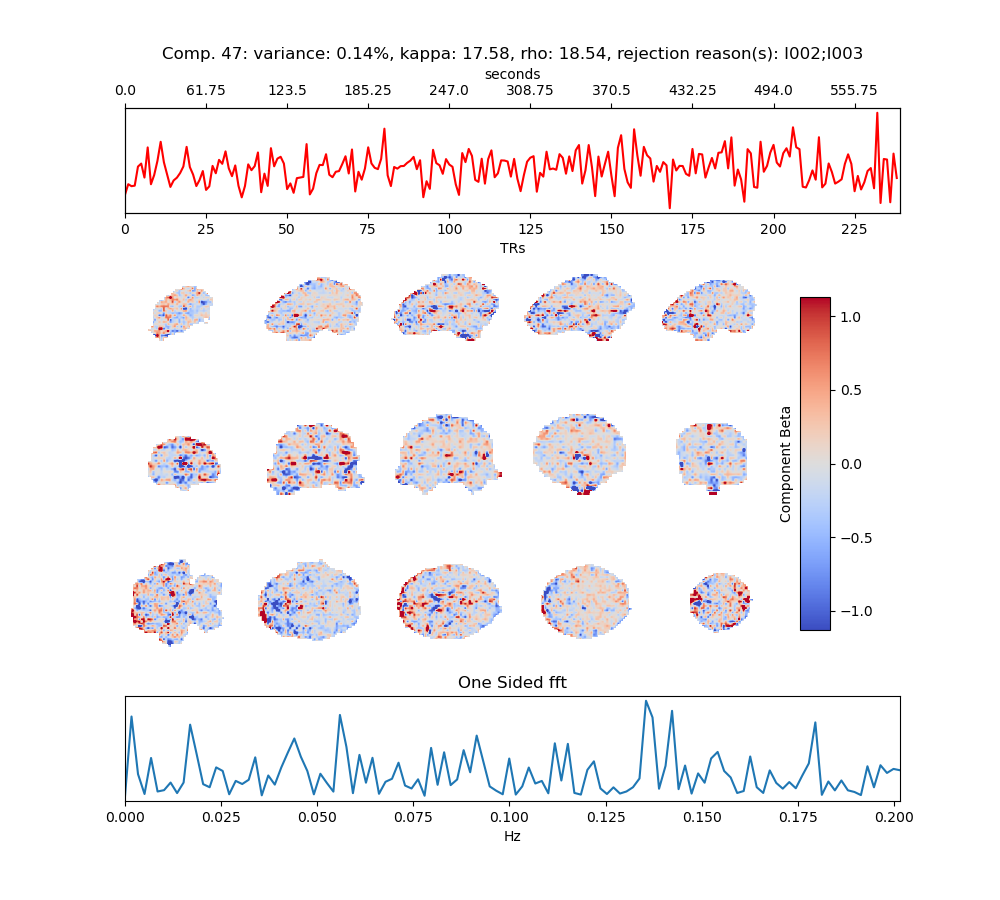 Comp. 47: variance: 0.14%, kappa: 17.58, rho: 18.54, rejection reason(s): I002;I003
seconds
0.0 61.75 123.5 185.25 247.0 308.75 370.5 432.25 494.0 555.75
0 25 50 75 100 125 150 175 200 225
TRs
1.0
0.5
0.0
−0.5
−1.0
Component Beta
One Sided fft
0.000 0.025 0.050 0.075 0.100 0.125 0.150 0.175 0.200
Hz